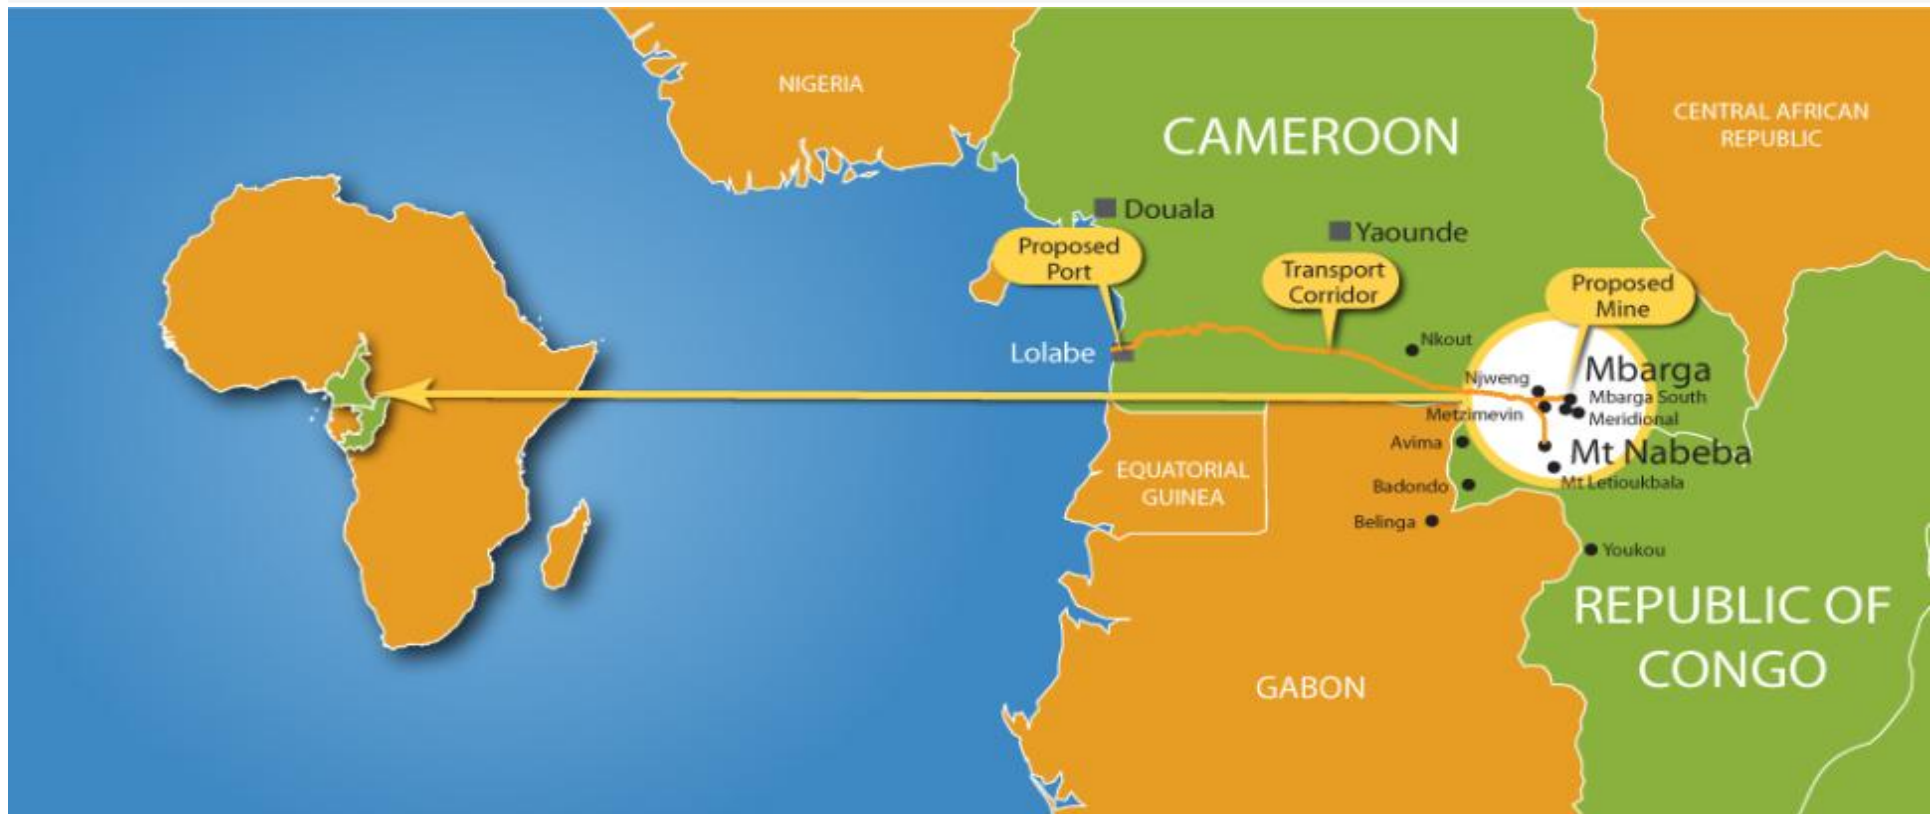 NIGERIA
CAMEROON
CENTRAL AFRICAN
REPUBLIC
Douala
Yaounde
Proposed
Port
Transport
Corridor
Proposed
Mine
Lolabe
Nkout
Njweng
Mbarga
Mbarga South
Metzimevin
Meridional
Avima
Mt Nabeba
EQUATORIAL
GUINEA
Badondo
Mt Letioukbala
Belinga
Youkou
REPUBLIC OF
CONGO
GABON